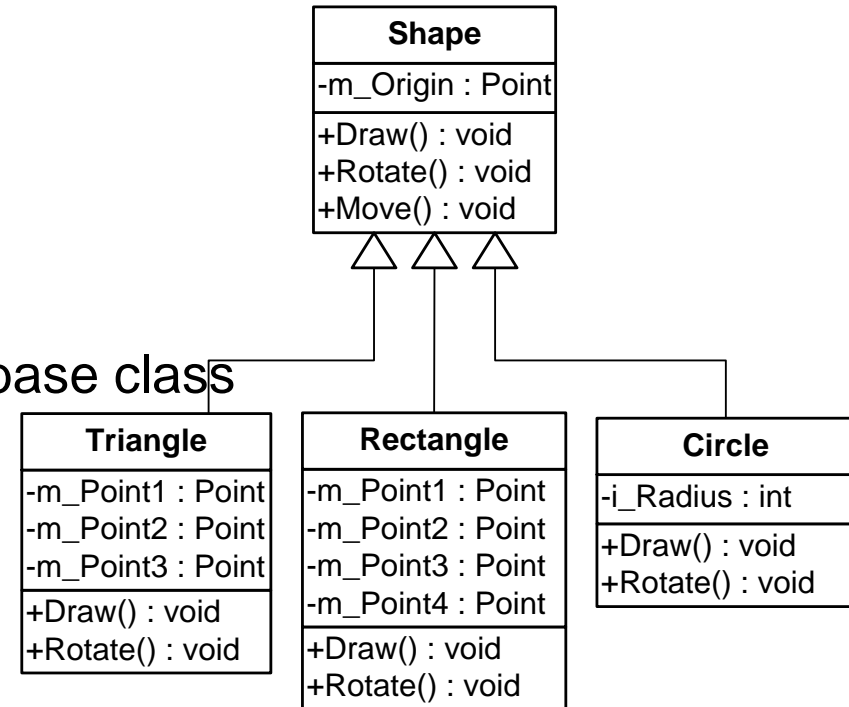 Shape
-m_Origin : Point
+Draw() : void
+Rotate() : void
+Move() : void
base class
Triangle
-m_Point1 : Point
-m_Point2 : Point
-m_Point3 : Point
+Draw() : void
+Rotate() : void
Rectangle
-m_Point1 : Point
-m_Point2 : Point
-m_Point3 : Point
-m_Point4 : Point
+Draw() : void
+Rotate() : void
Circle
-i_Radius : int
+Draw() : void
+Rotate() : void